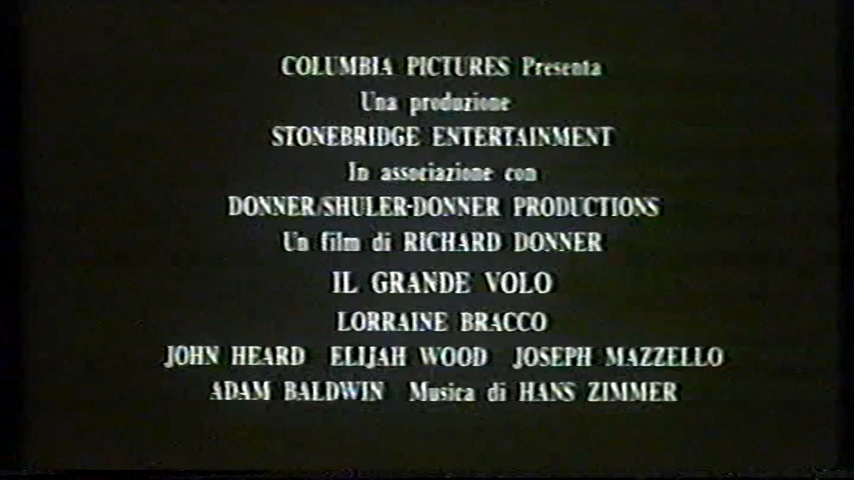 COLUMBIA PICTURES Presenta
Una produzione
STONEBRIDGE ENTERTAINMENT
In associazione con
DONNER/SHULER-DONNER PRODUCTIONS
Un film di RICHARD DONNER
IL GRANDE VOLO
LORRAINE BRACCO
JOHN HEARD ELIJAH WOOD JOSEPH MAZZELLO
ADAM BALDWIN Musica di HANS ZIMMER